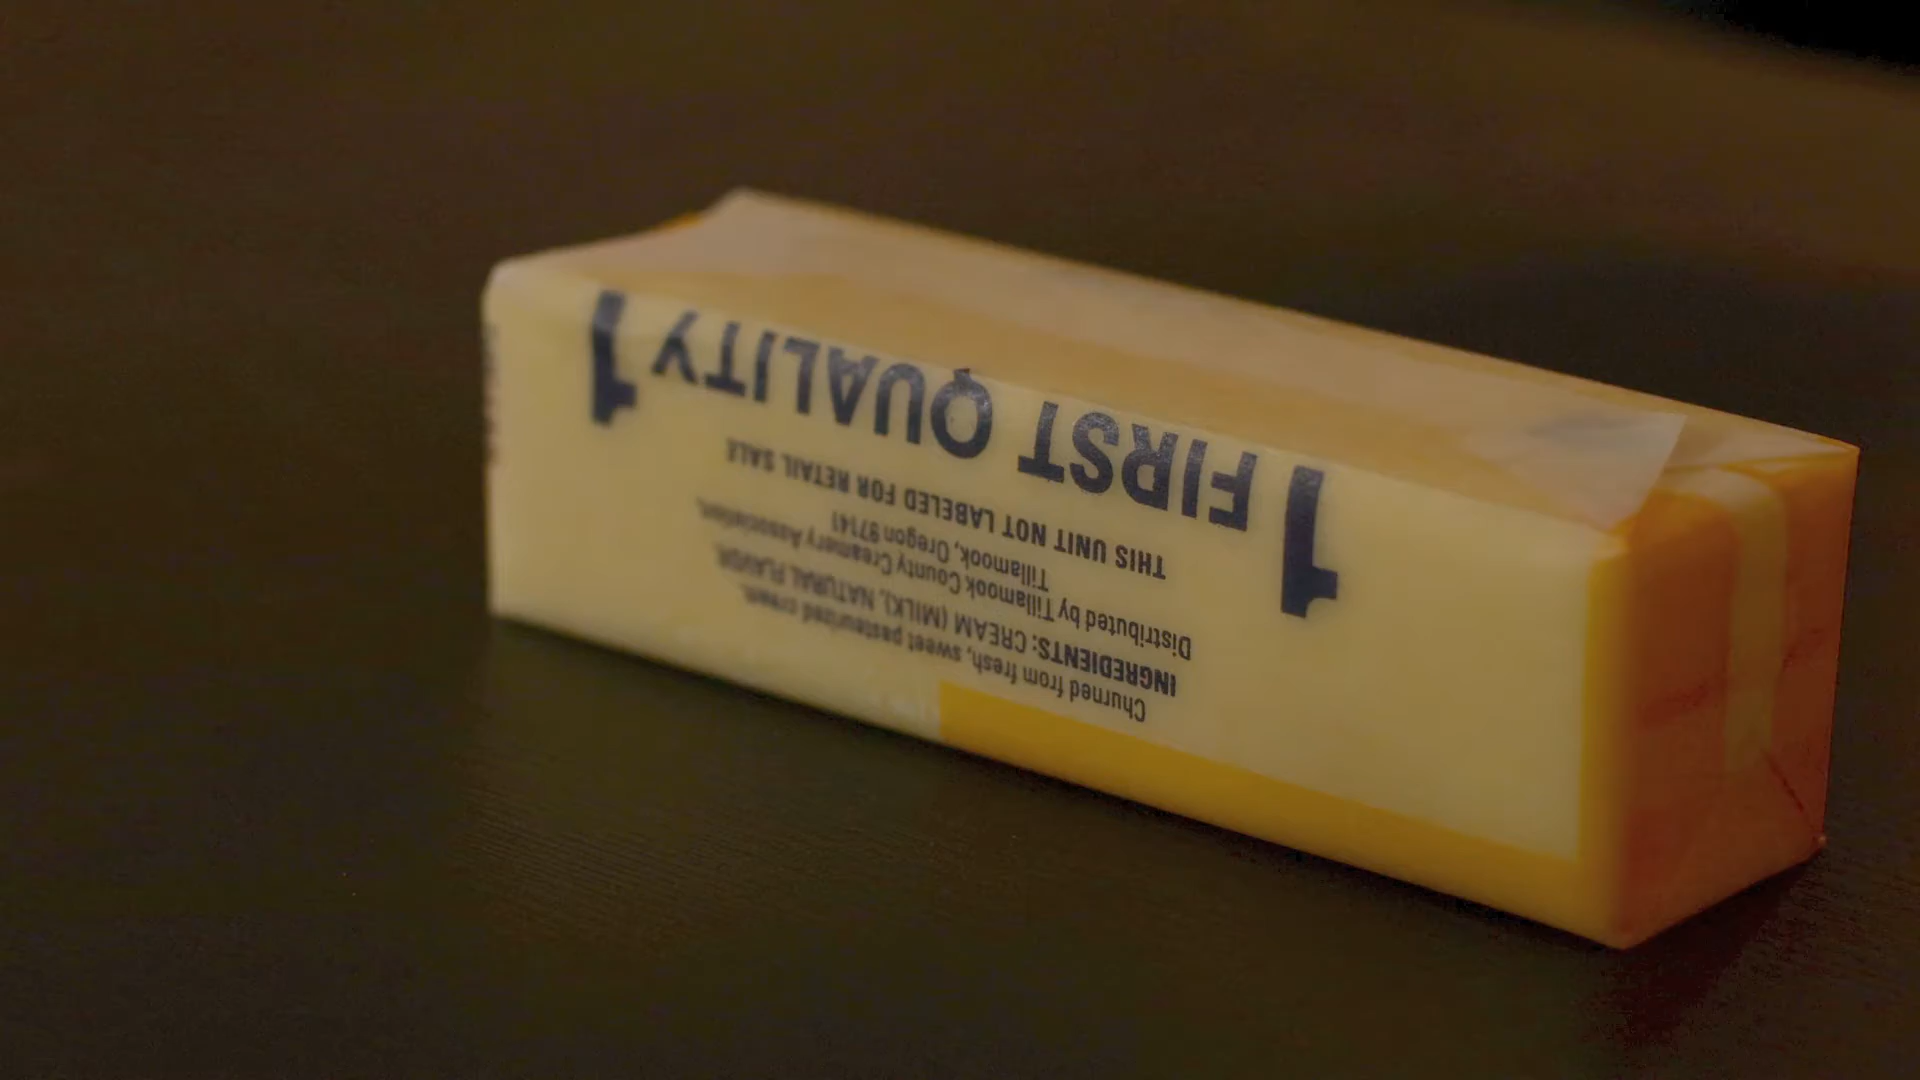 Churned from fresh, sweet pasteurized cream.
INGREDIENTS: CREAM (MILK), NATURAL FLAVOR.
Distributed by Tillamook County Creamery Association,
Tillamook, Oregon 97141
THIS UNIT NOT LABELED FOR RETAIL SALE
1 FIRST QUALITY 1